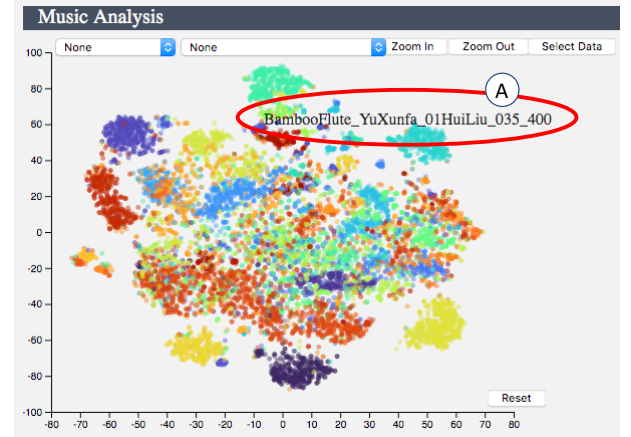 Music Analysis
None None Zoom In Zoom Out Select Data
A
BambooFlute_YuXunfa_01HuiLiu_035_400
100
80
60
40
20
0
-20
-40
-60
-80
-100
Reset
-80 -70 -60 -50 -40 -30 -20 -10 0 10 20 30 40 50 60 70 80